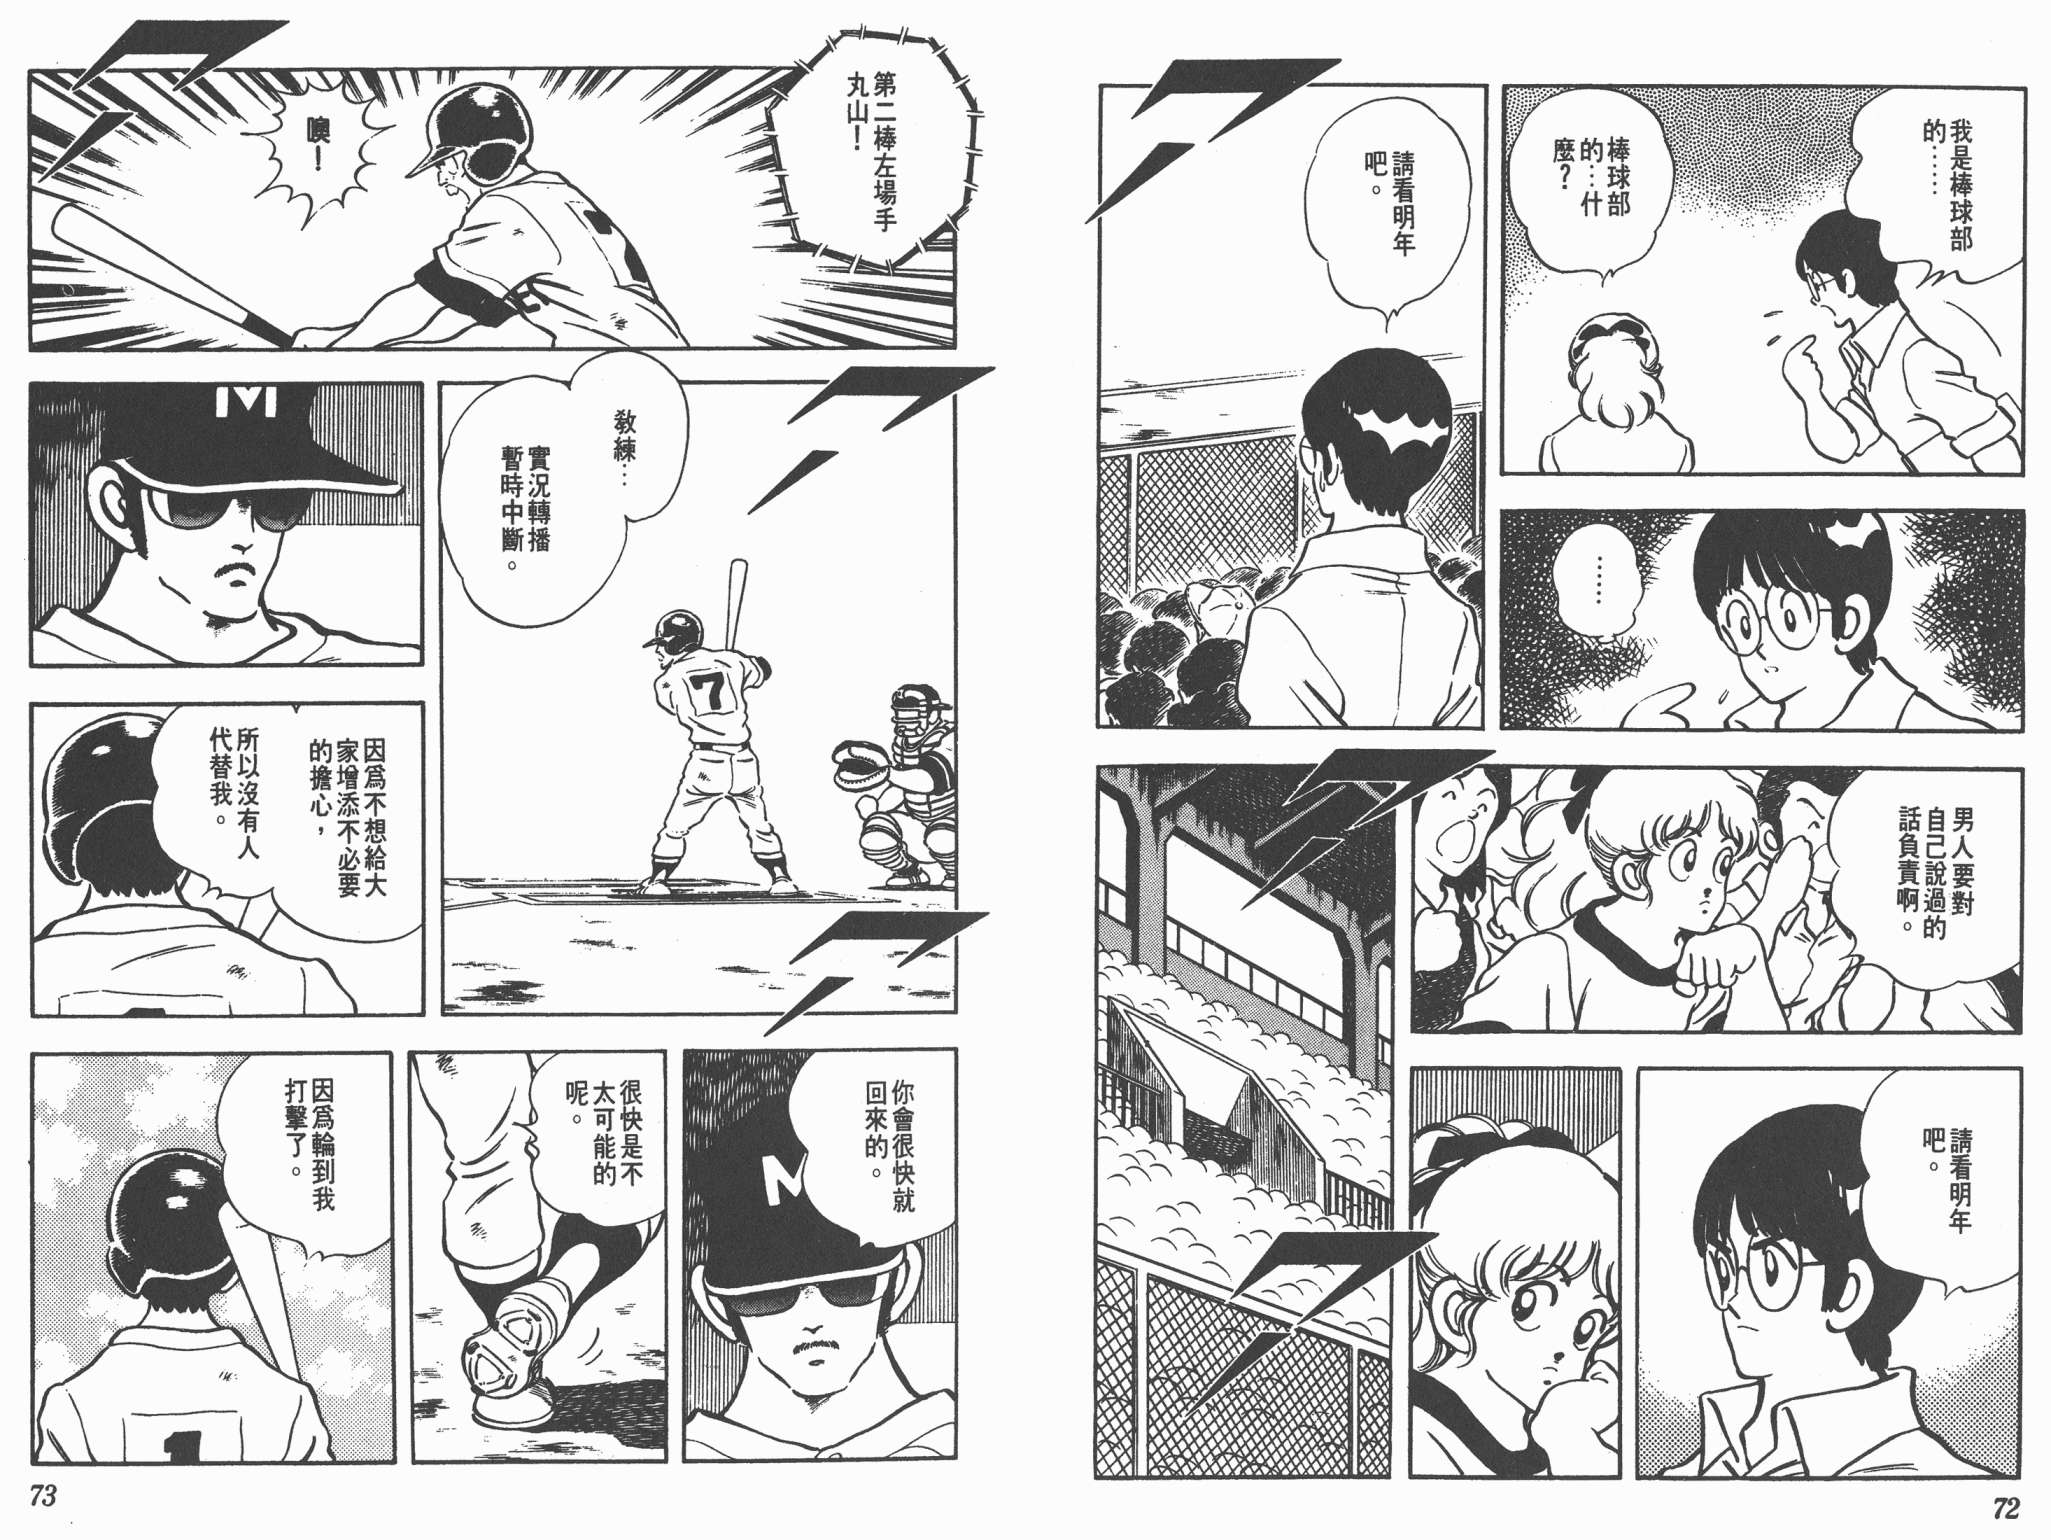 我是棒球部
的……
棒球部
的…什
麼？
請看明年
吧。
……
男人要對
自己說過的
話負責啊。
請看明年
吧。
72
第二棒左場手
丸山！
噢！
教練…
實況轉播
暫時中斷。
7
M
因為不想給大
家增添不必要
的擔心，
所以沒有人
代替我。
你會很快就
回來的。
M
很快是不
太可能的
呢。
因為輪到我
打擊了。
1
73